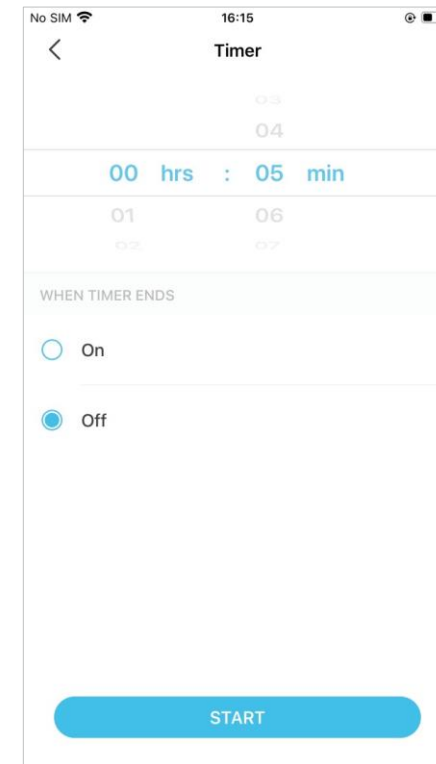 No SIM 16:15
Timer
03
04
00 hrs : 05 min
01 06
02 07
WHEN TIMER ENDS
On
Off
START